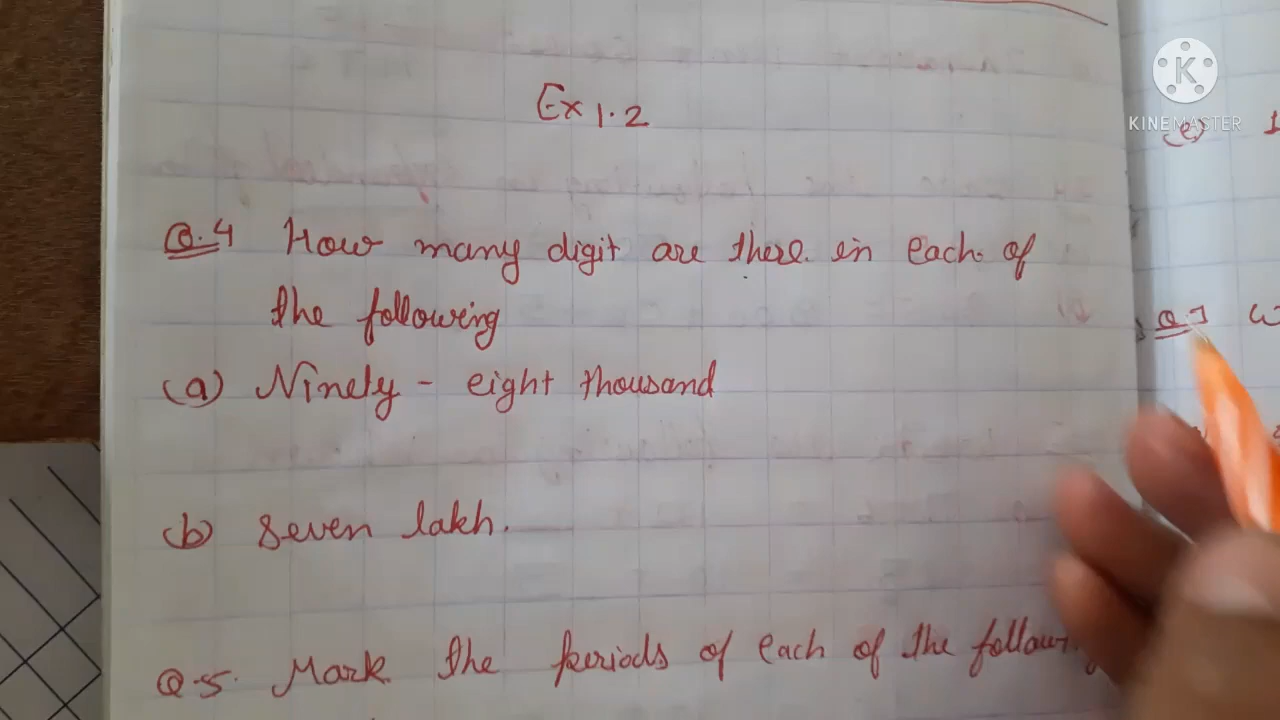 Ex 1.2
Q.4 How many digit are there in each of
the following
(a) Ninety - eight thousand
(b) seven lakh.
Q.5. Mark the periods of each of the
KINEMASTER
(e)
Q.7